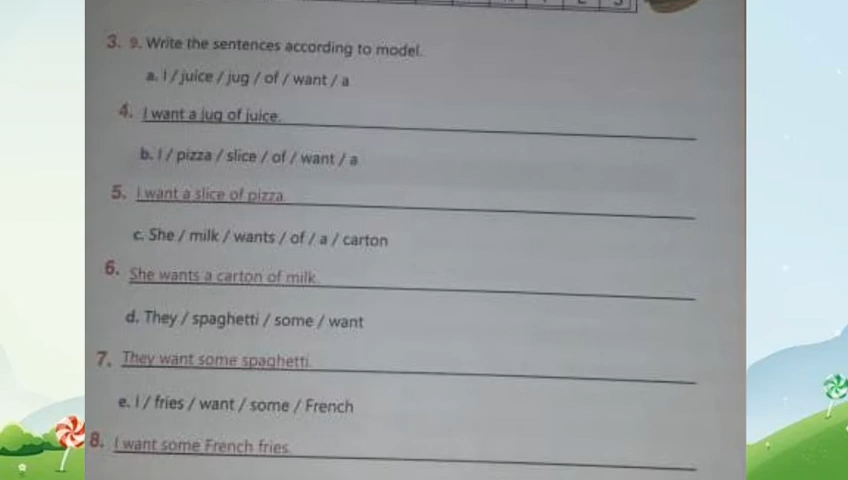 3. 9. Write the sentences according to model.
a. I / juice / jug / of / want / a
4. I want a jug of juice.
b. I / pizza / slice / of / want / a
5. I want a slice of pizza.
c. She / milk / wants / of / a / carton
6. She wants a carton of milk.
d. They / spaghetti / some / want
7. They want some spaghetti.
e. I / fries / want / some / French
8. I want some French fries.